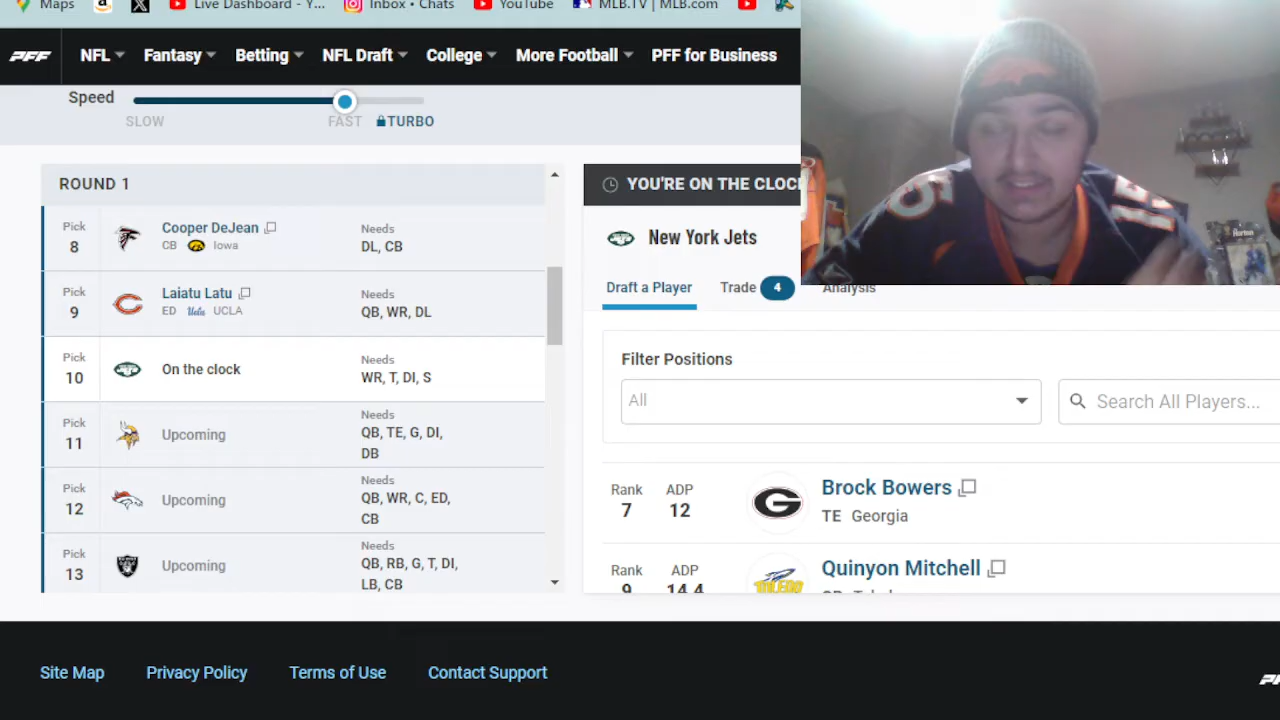 Maps
Live Dashboard - Y...
Inbox • Chats
YouTube
MLB.TV | MLB.com
PFF
NFL
Fantasy
Betting
NFL Draft
College
More Football
PFF for Business
Speed
SLOW
FAST
TURBO
ROUND 1
Pick
8
Cooper DeJean
CB
Iowa
Needs
DL, CB
Pick
9
Laiatu Latu
ED
UCLA
Needs
QB, WR, DL
Pick
10
On the clock
Needs
WR, T, DI, S
Pick
11
Upcoming
Needs
QB, TE, G, DI,
DB
Pick
12
Upcoming
Needs
QB, WR, C, ED,
CB
Pick
13
Upcoming
Needs
QB, RB, G, T, DI,
LB, CB
YOU'RE ON THE CLOCK
New York Jets
Draft a Player
Trade 4
Analysis
Filter Positions
All
Search All Players...
Rank
7
ADP
12
Brock Bowers
TE Georgia
Rank
9
ADP
14.4
Quinyon Mitchell
Site Map
Privacy Policy
Terms of Use
Contact Support